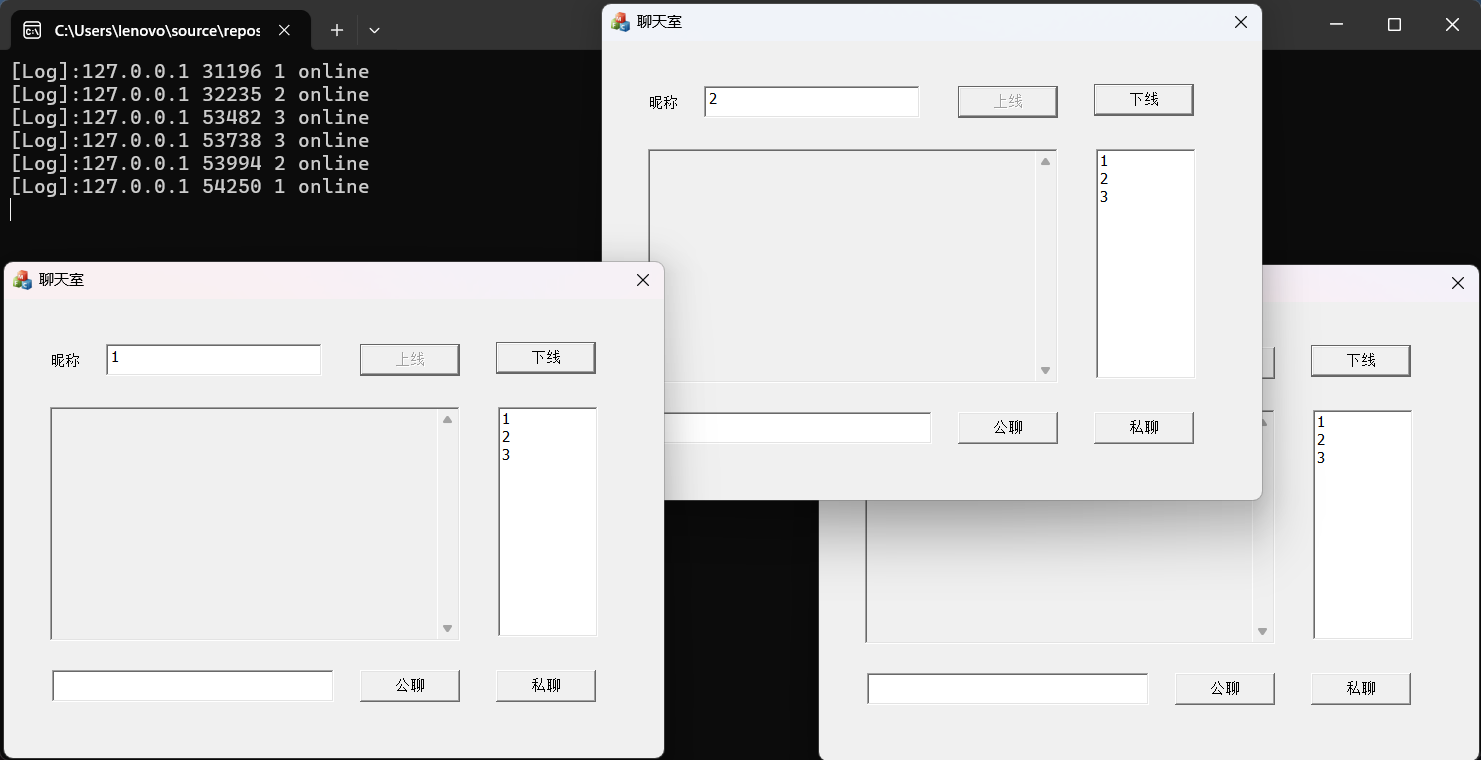 C:\Users\lenovo\source\repos
[Log]:127.0.0.1 31196 1 online
[Log]:127.0.0.1 32235 2 online
[Log]:127.0.0.1 53482 3 online
[Log]:127.0.0.1 53738 3 online
[Log]:127.0.0.1 53994 2 online
[Log]:127.0.0.1 54250 1 online
聊天室
昵称 2 上线 下线
1
2
3
公聊 私聊
聊天室
昵称 1 上线 下线
1
2
3
公聊 私聊
下线
1
2
3
公聊 私聊